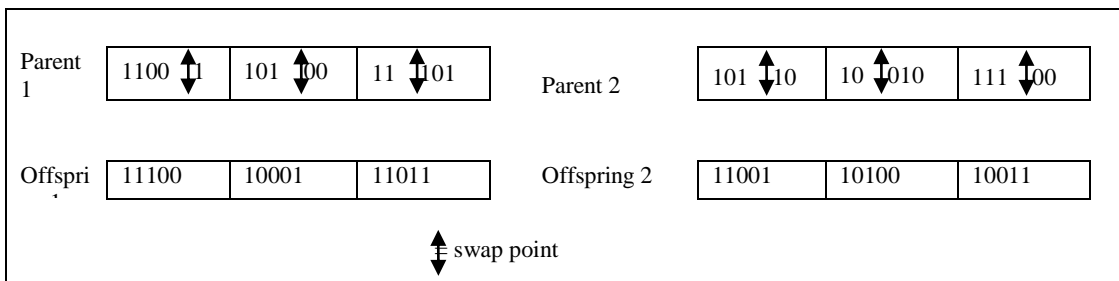 Parent 1
1100 1 101 00 11 101
Parent 2
101 10 10 010 111 00
Offspri
11100 10001 11011
Offspring 2
11001 10100 10011
= swap point